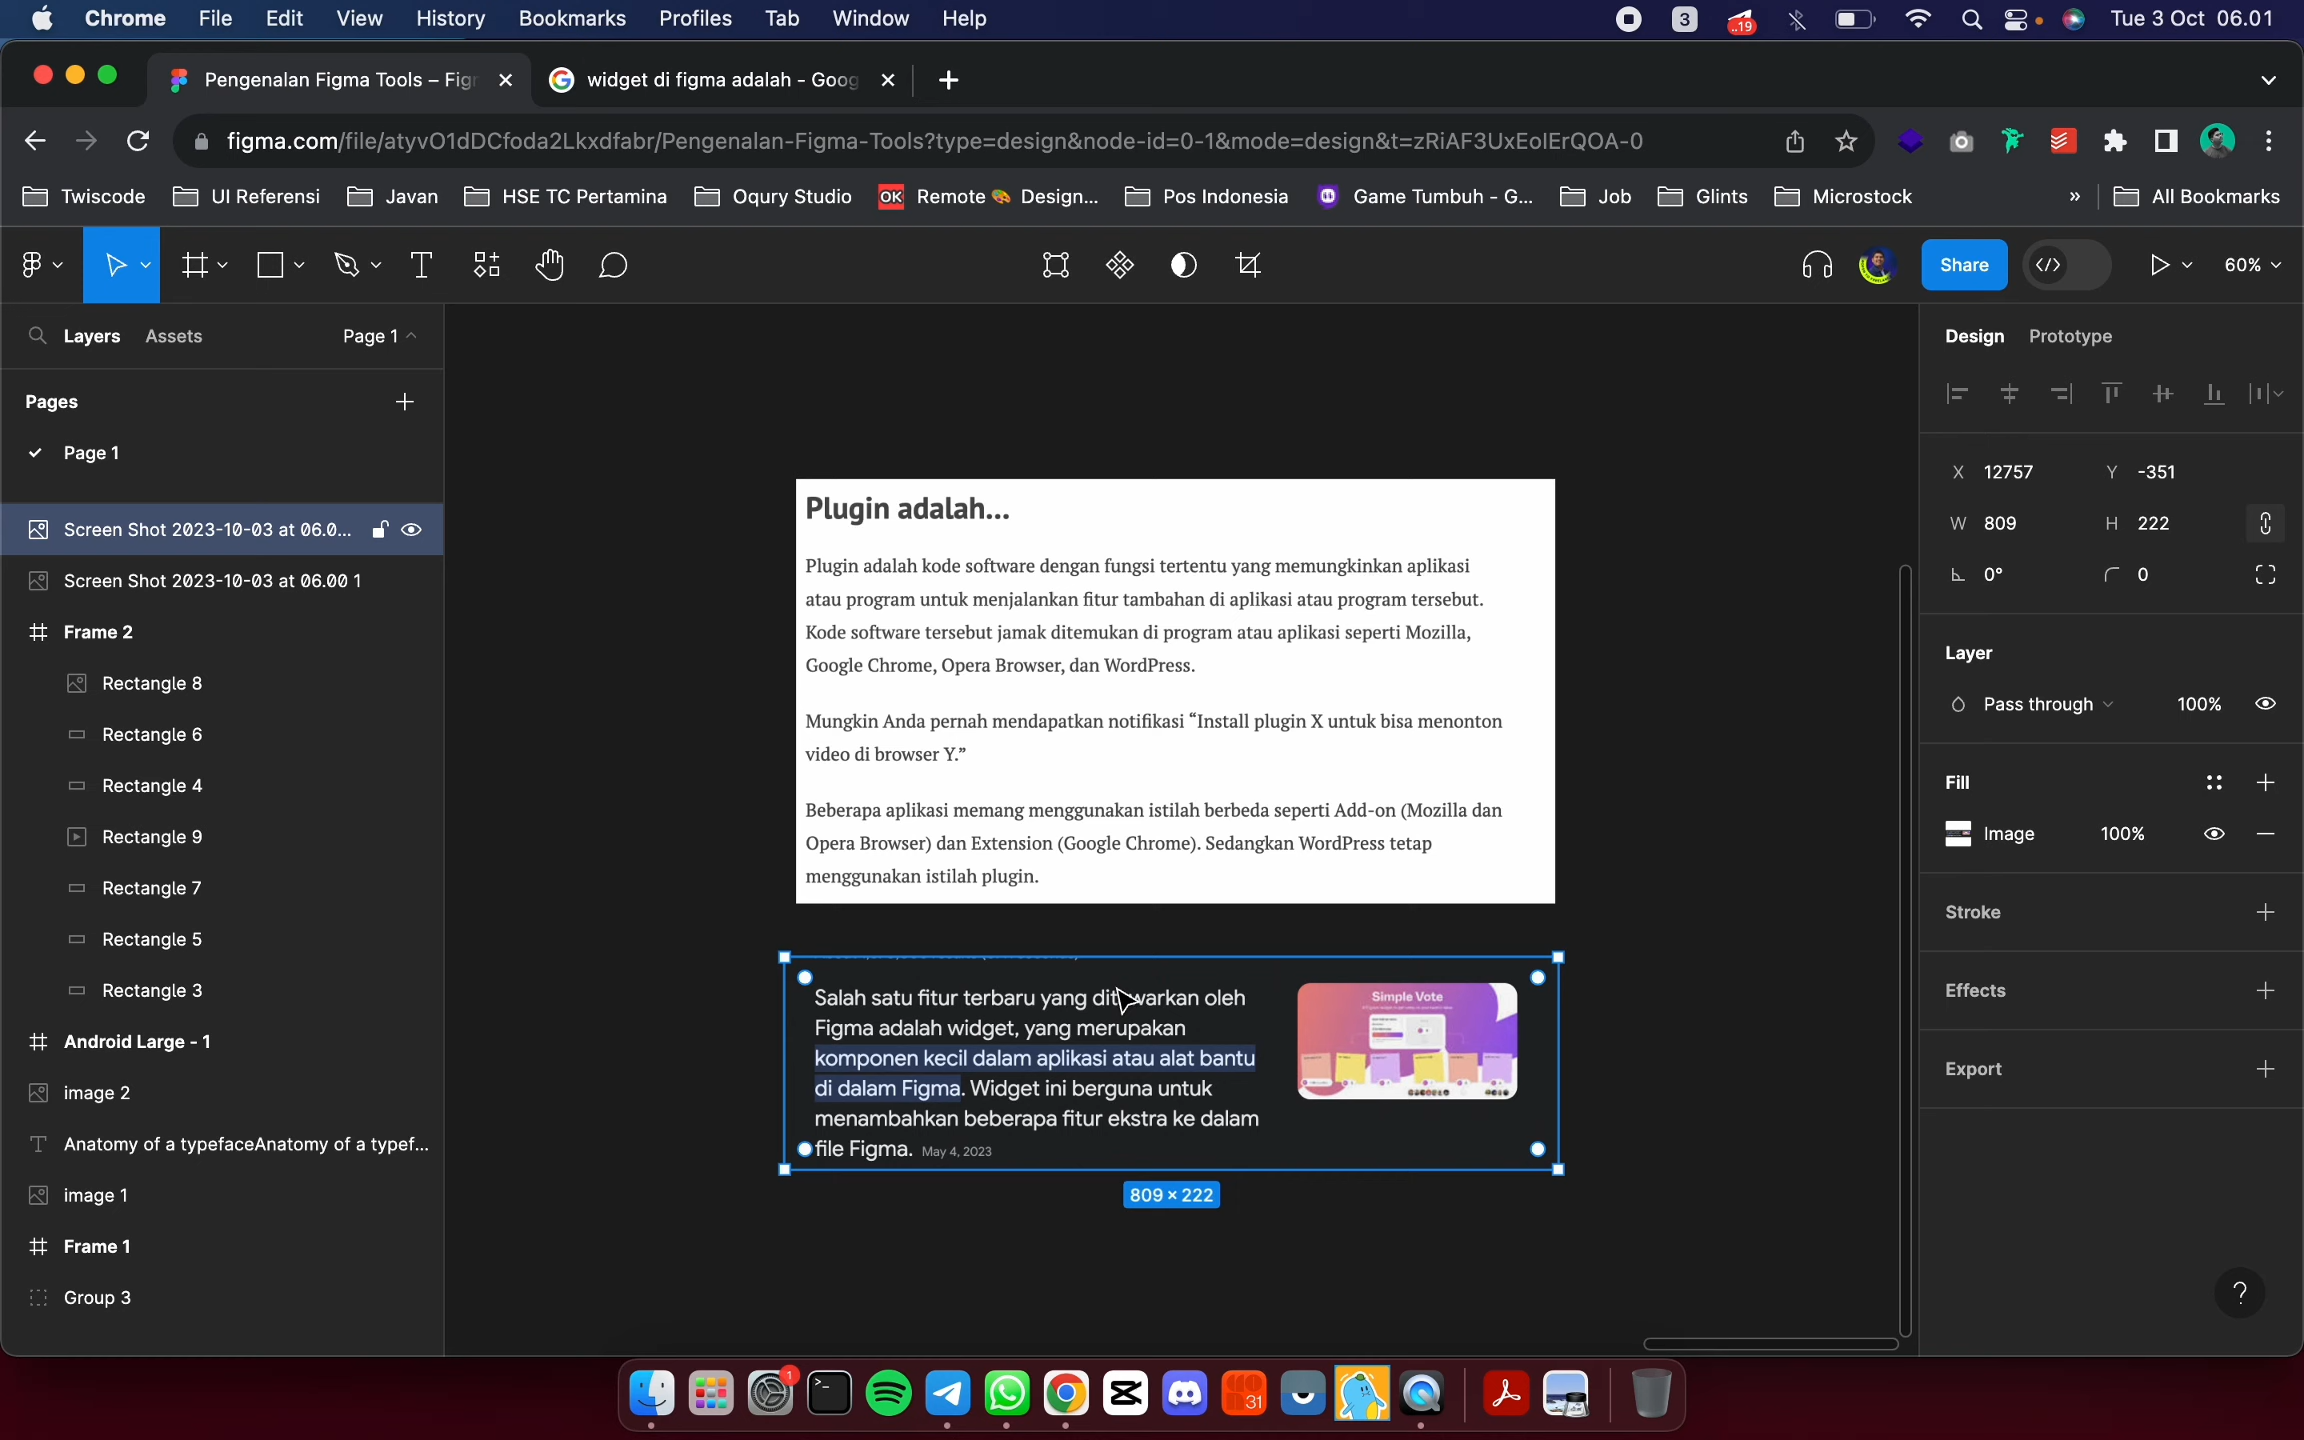 Chrome File Edit View History Bookmarks Profiles Tab Window Help 3 ..19 Tue 3 Oct 06.01
Pengenalan Figma Tools – Figr widget di figma adalah - Goog
figma.com/file/atyvO1dDCfoda2Lkxdfabr/Pengenalan-Figma-Tools?type=design&node-id=0-1&mode=design&t=zRiAF3UxEolErQOA-0
Twiscode UI Referensi Javan HSE TC Pertamina Oqury Studio OK Remote Design... Pos Indonesia Game Tumbuh - G... Job Glints Microstock » All Bookmarks
Share 60%
Layers Assets Page 1
Pages
Page 1
Screen Shot 2023-10-03 at 06.0...
Screen Shot 2023-10-03 at 06.00 1
Frame 2
Rectangle 8
Rectangle 6
Rectangle 4
Rectangle 9
Rectangle 7
Rectangle 5
Rectangle 3
Android Large - 1
image 2
Anatomy of a typefaceAnatomy of a typef...
image 1
Frame 1
Group 3
Plugin adalah...
Plugin adalah kode software dengan fungsi tertentu yang memungkinkan aplikasi
atau program untuk menjalankan fitur tambahan di aplikasi atau program tersebut.
Kode software tersebut jamak ditemukan di program atau aplikasi seperti Mozilla,
Google Chrome, Opera Browser, dan WordPress.
Mungkin Anda pernah mendapatkan notifikasi “Install plugin X untuk bisa menonton
video di browser Y.”
Beberapa aplikasi memang menggunakan istilah berbeda seperti Add-on (Mozilla dan
Opera Browser) dan Extension (Google Chrome). Sedangkan WordPress tetap
menggunakan istilah plugin.
Salah satu fitur terbaru yang ditawarkan oleh
Figma adalah widget, yang merupakan
komponen kecil dalam aplikasi atau alat bantu
di dalam Figma. Widget ini berguna untuk
menambahkan beberapa fitur ekstra ke dalam
file Figma. May 4, 2023
Simple Vote
809 × 222
Design Prototype
X 12757 Y -351
W 809 H 222
0° 0
Layer
Pass through 100%
Fill
Image 100%
Stroke
Effects
Export
?
1
31